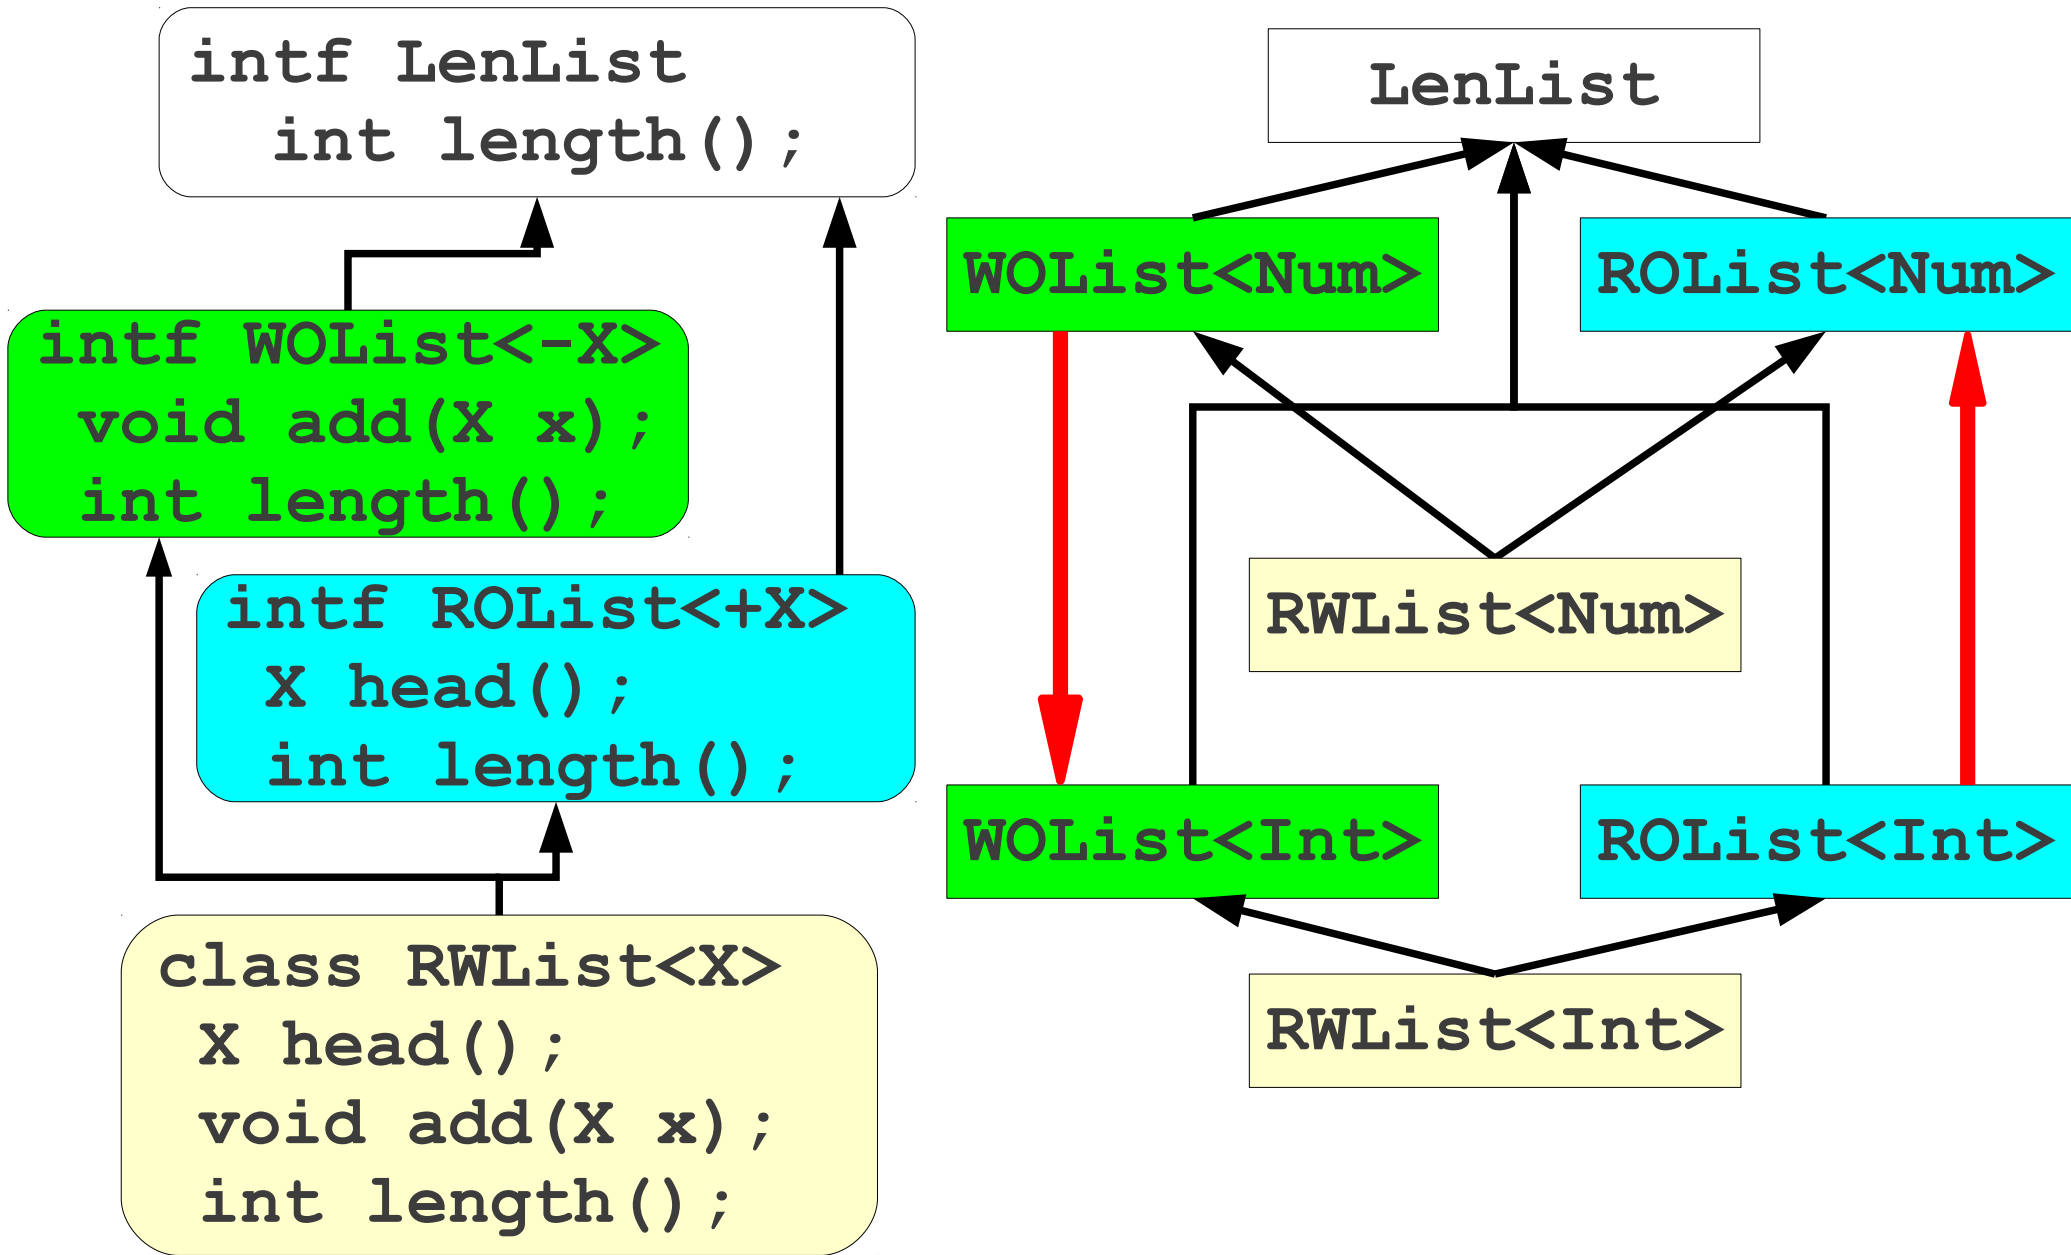 intf LenList
int length();
intf WOList<-X>
void add(X x);
int length();
intf ROList<+X>
X head();
int length();
class RWList<X>
X head();
void add(X x);
int length();
LenList
WOList<Num>
ROList<Num>
RWList<Num>
WOList<Int>
ROList<Int>
RWList<Int>